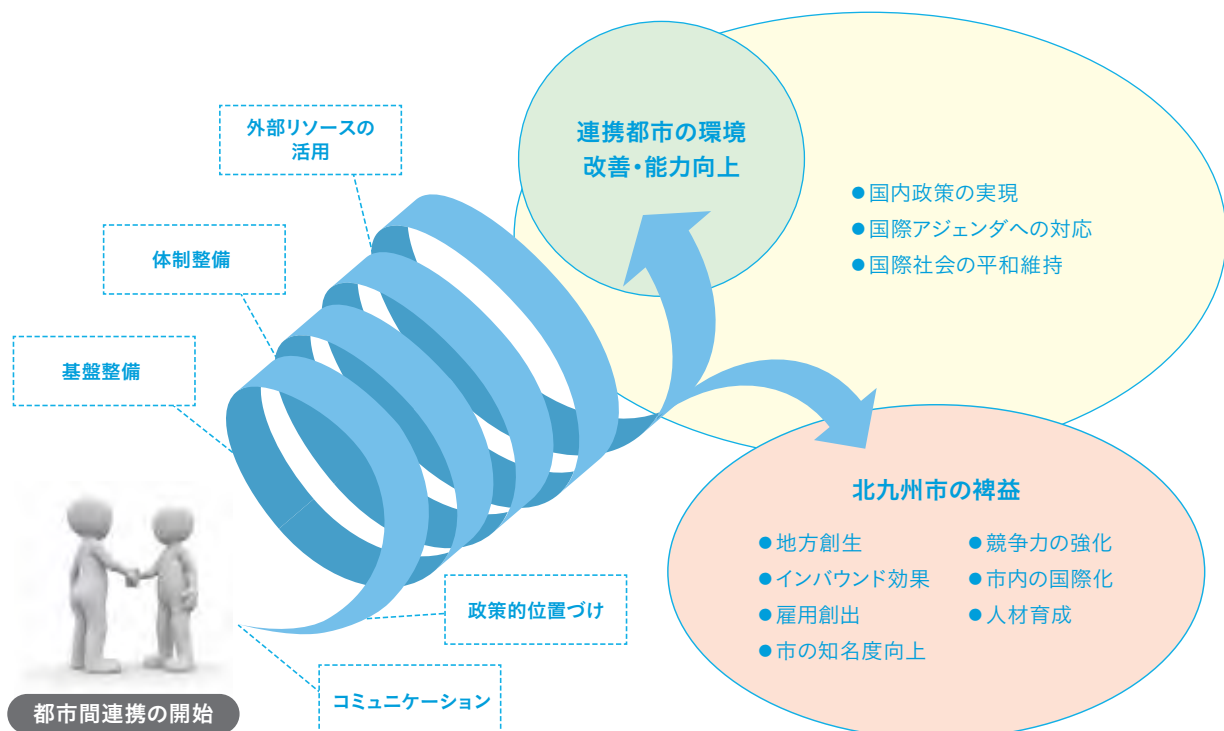 外部リソースの
活用
体制整備
基盤整備
都市間連携の開始
コミュニケーション
政策的位置づけ
連携都市の環境
改善・能力向上
●国内政策の実現
●国際アジェンダへの対応
●国際社会の平和維持
北九州市の裨益
●地方創生
●インバウンド効果
●雇用創出
●市の知名度向上
●競争力の強化
●市内の国際化
●人材育成